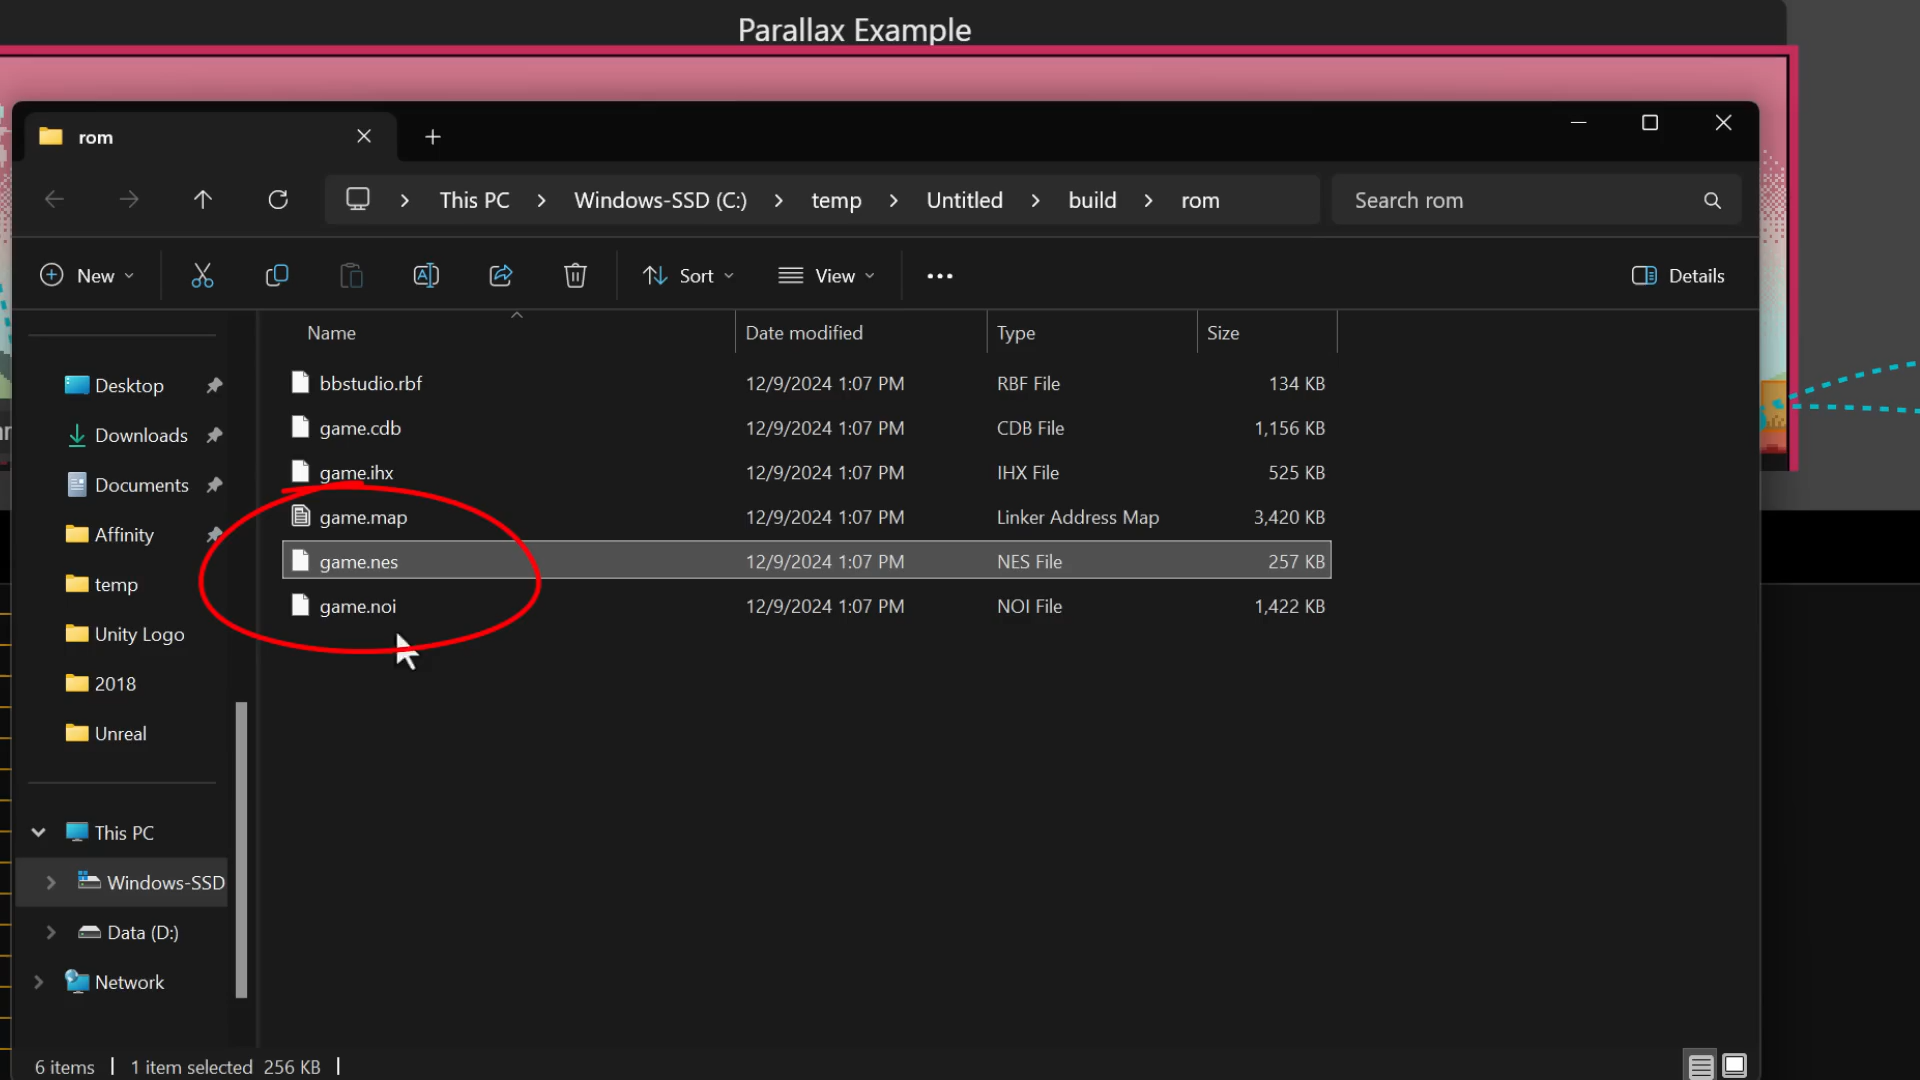 Parallax Example
rom
This PC > Windows-SSD (C:) > temp > Untitled > build > rom
Search rom
New
Sort
View
Details
Name Date modified Type Size
bbstudio.rbf 12/9/2024 1:07 PM RBF File 134 KB
game.cdb 12/9/2024 1:07 PM CDB File 1,156 KB
game.ihx 12/9/2024 1:07 PM IHX File 525 KB
game.map 12/9/2024 1:07 PM Linker Address Map 3,420 KB
game.nes 12/9/2024 1:07 PM NES File 257 KB
game.noi 12/9/2024 1:07 PM NOI File 1,422 KB
Desktop
Downloads
Documents
Affinity
temp
Unity Logo
2018
Unreal
This PC
Windows-SSD
Data (D:)
Network
6 items | 1 item selected 256 KB |